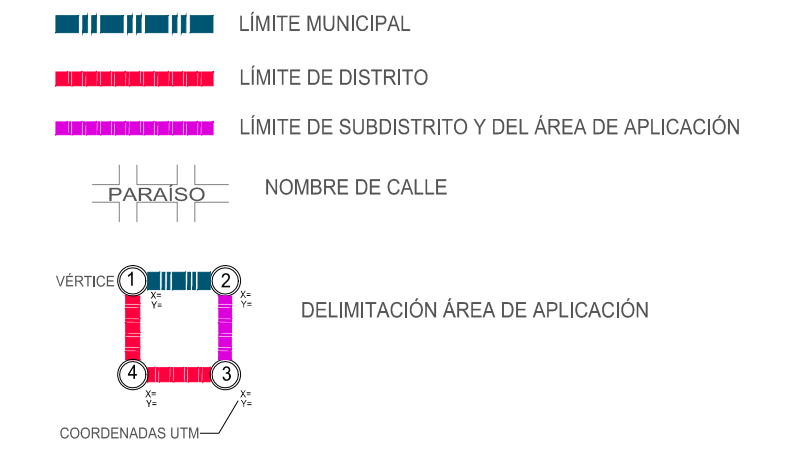 LÍMITE MUNICIPAL
LÍMITE DE DISTRITO
LÍMITE DE SUBDISTRITO Y DEL ÁREA DE APLICACIÓN
PARAÍSO
NOMBRE DE CALLE
VÉRTICE
1
2
X=
Y=
X=
Y=
DELIMITACIÓN ÁREA DE APLICACIÓN
4
3
X=
Y=
X=
Y=
COORDENADAS UTM